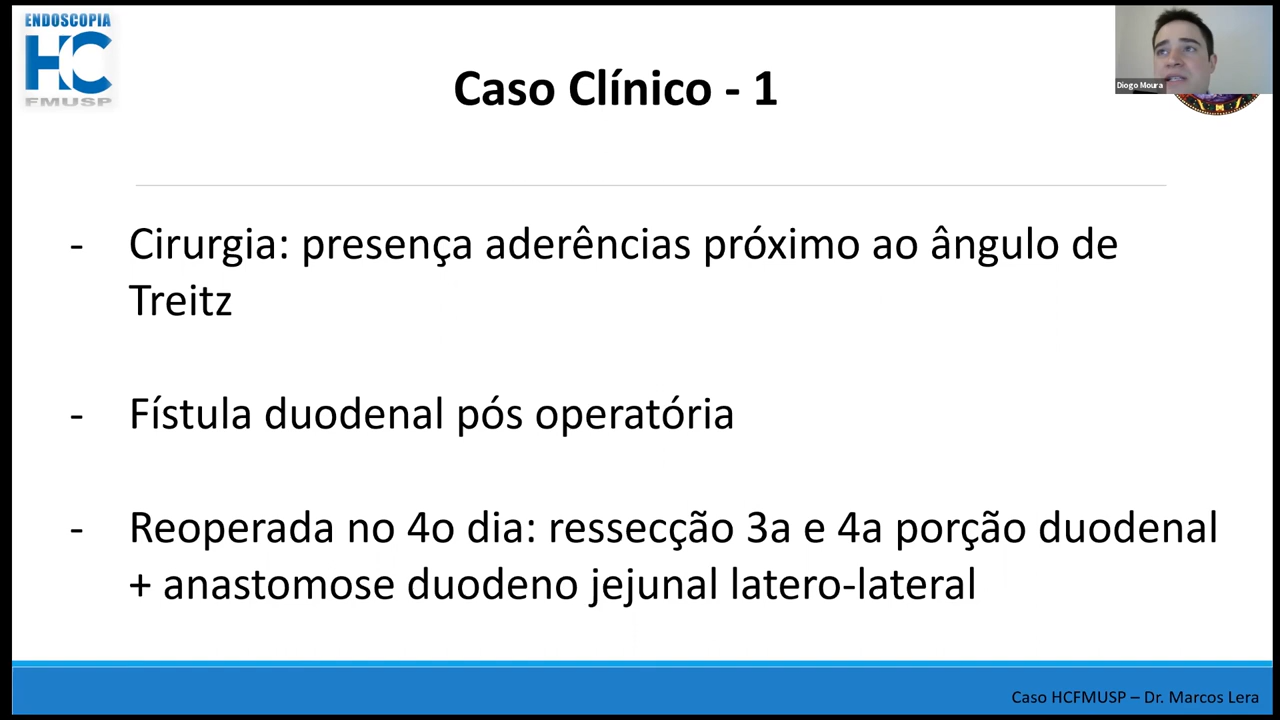 ENDOSCOPIA
HC
FMUSP
Caso Clínico - 1
Diogo Moura
- Cirurgia: presença aderências próximo ao ângulo de
Treitz
- Fístula duodenal pós operatória
- Reoperada no 4o dia: ressecção 3a e 4a porção duodenal
+ anastomose duodeno jejunal latero-lateral
Caso HCFMUSP – Dr. Marcos Lera